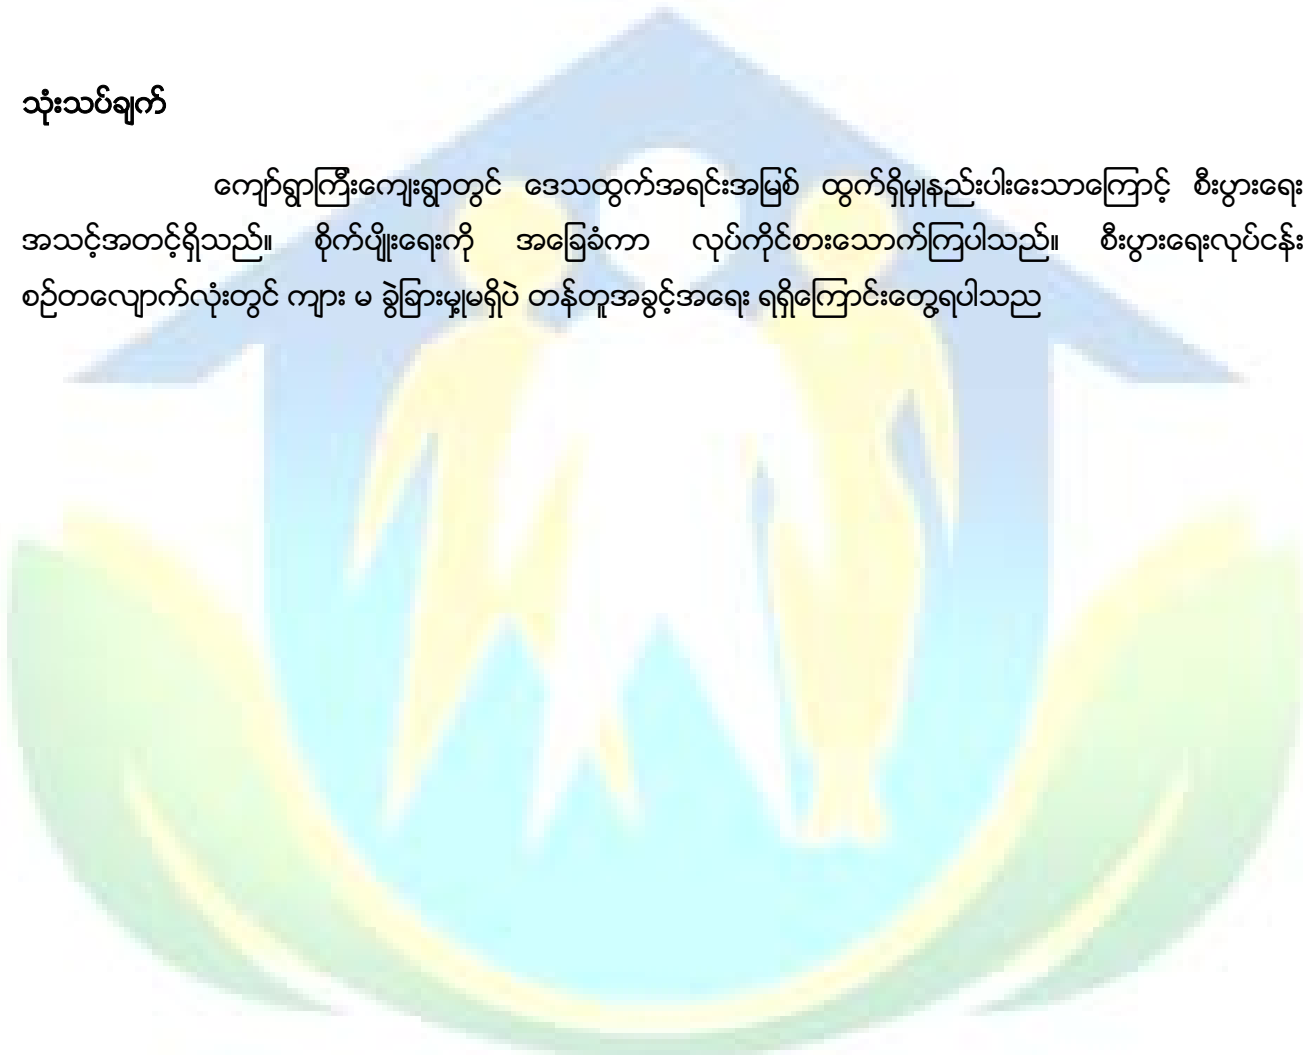 သုံးသပ်ချက်
ကျော်ရွာကြီးကျေးရွာတွင် ဒေသထွက်အရင်းအမြစ် ထွက်ရှိမှုနည်းပါးသောကြောင့် စီးပွားရေး
အသင့်အတင့်ရှိသည်။ စိုက်ပျိုးရေးကို အခြေခံကာ လုပ်ကိုင်စားသောက်ကြပါသည်။ စီးပွားရေးလုပ်ငန်း
စဉ်တလျောက်လုံးတွင် ကျား မ ခွဲခြားမှုမရှိပဲ တန်တူအခွင့်အရေး ရရှိကြောင်းတွေ့ရပါသည